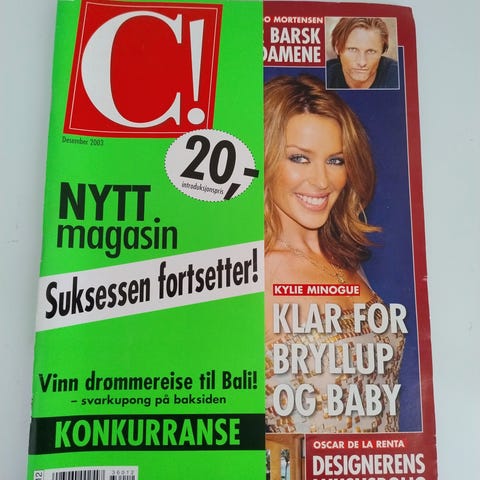 C!
Desember 2003
20,-
introduksjonspris
NYTT
magasin
Suksessen fortsetter!
Vinn drømmereise til Bali!
– svarkupong på baksiden
KONKURRANSE
MORTENSEN
BARSK
DAMENE
KYLIE MINOGUE
KLAR FOR
BRYLLUP
OG BABY
OSCAR DE LA RENTA
DESIGNERENS